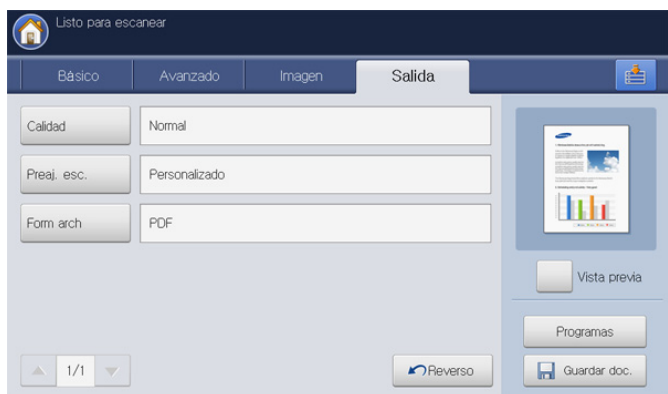 Listo para escanear
Básico
Avanzado
Imagen
Salida
Calidad
Normal
Preaj. esc.
Personalizado
Form arch
PDF
Vista previa
Programas
1/1
Reverso
Guardar doc.